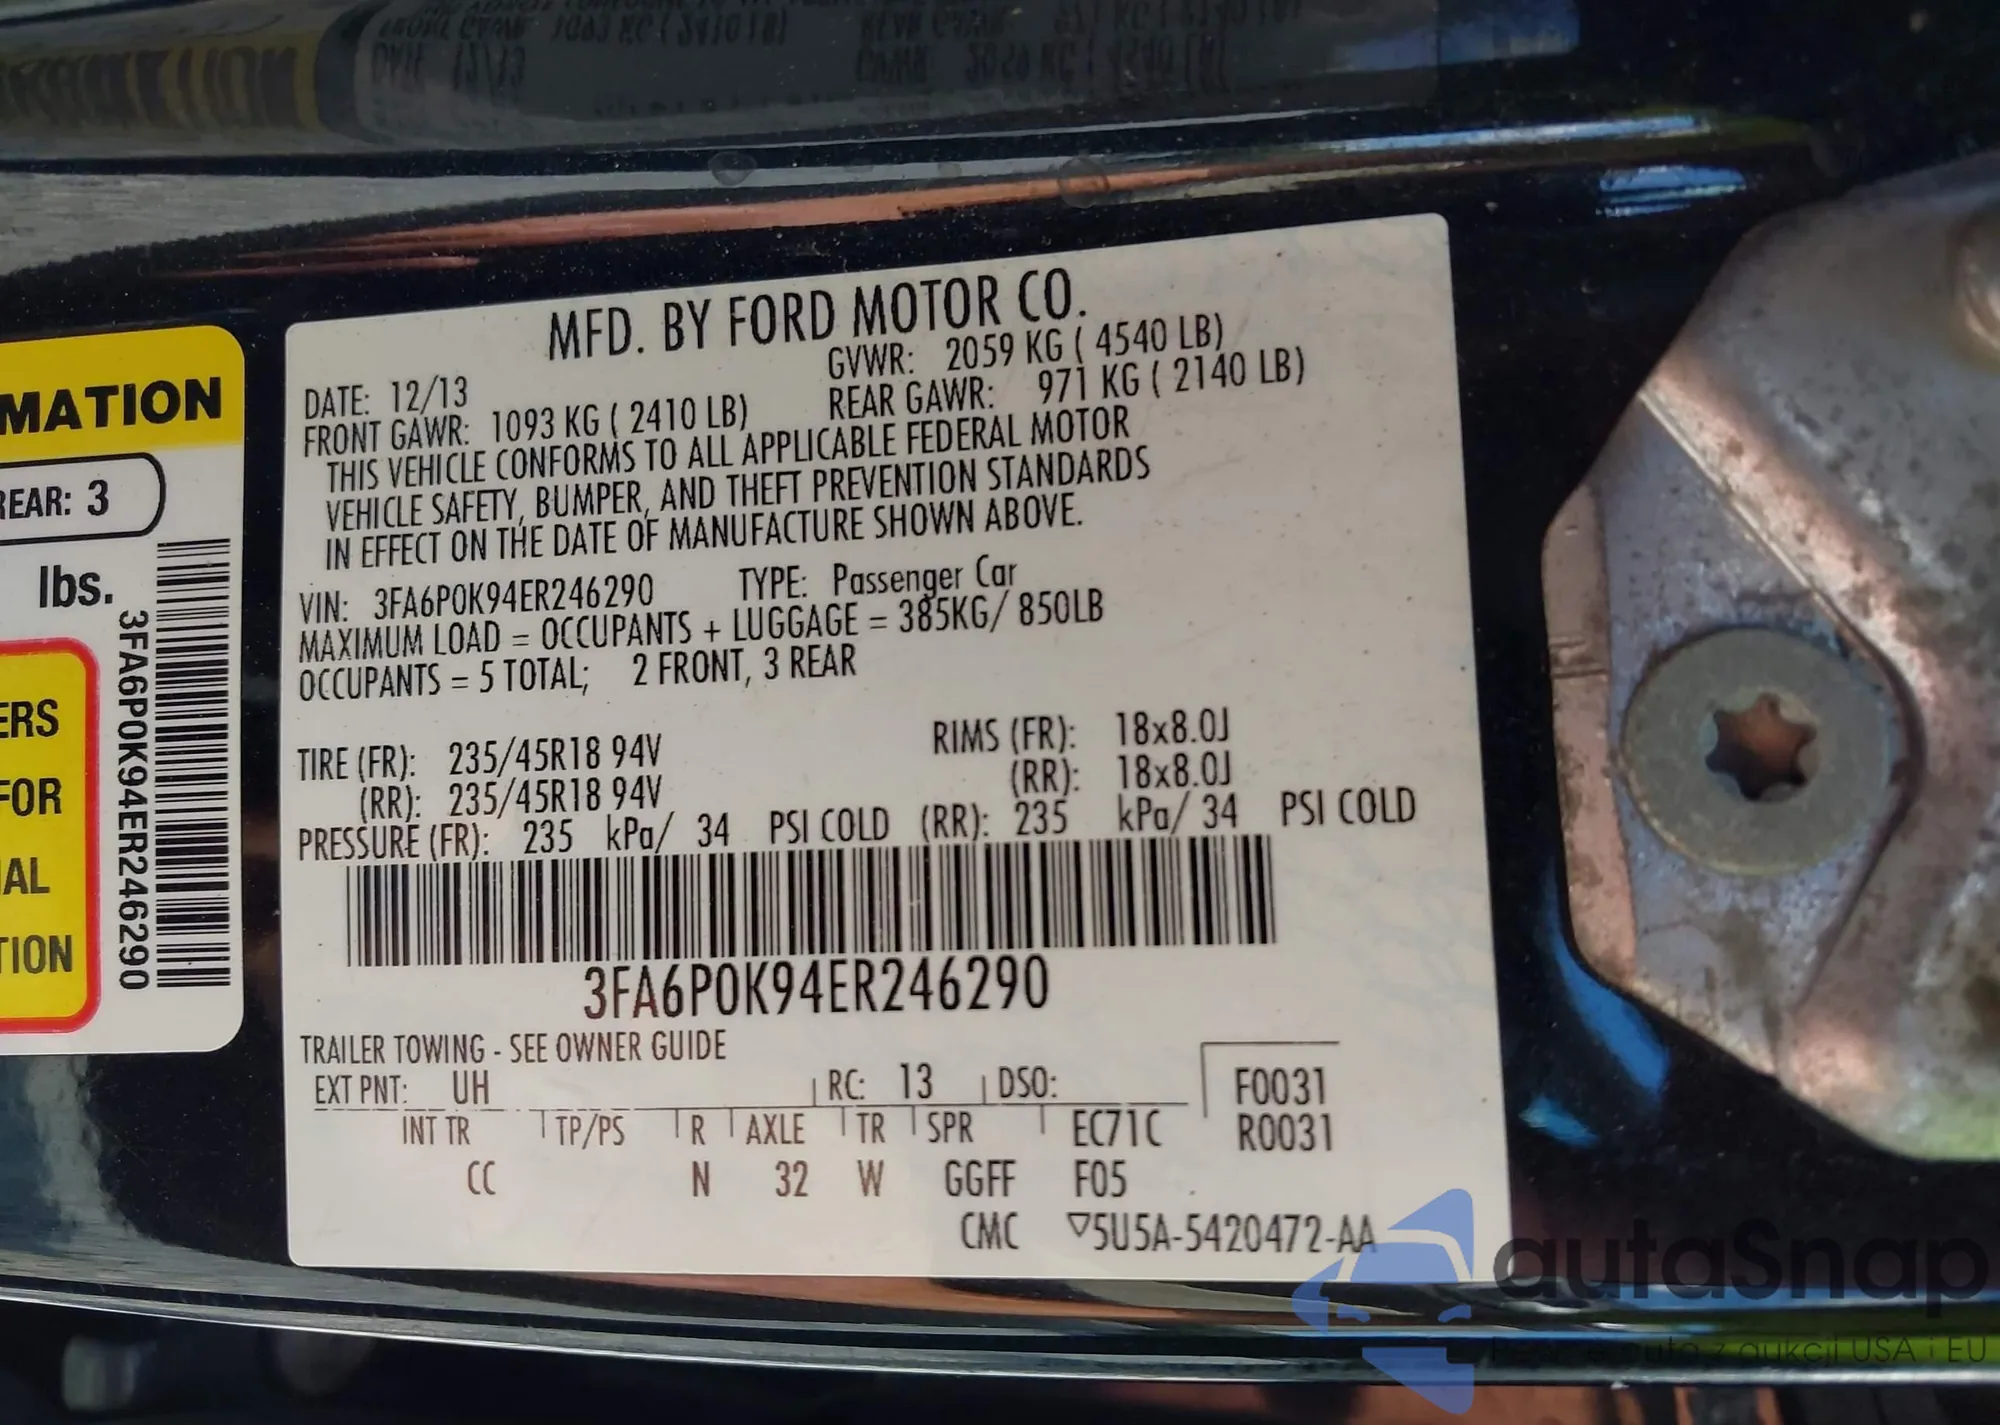 MATION
REAR: 3
lbs.
3FA6P0K94ER246290
ERS
FOR
AL
TION
MFD. BY FORD MOTOR CO.
DATE: 12/13 GVWR: 2059 KG ( 4540 LB)
FRONT GAWR: 1093 KG ( 2410 LB) REAR GAWR: 971 KG ( 2140 LB)
THIS VEHICLE CONFORMS TO ALL APPLICABLE FEDERAL MOTOR
VEHICLE SAFETY, BUMPER, AND THEFT PREVENTION STANDARDS
IN EFFECT ON THE DATE OF MANUFACTURE SHOWN ABOVE.
VIN: 3FA6P0K94ER246290 TYPE: Passenger Car
MAXIMUM LOAD = OCCUPANTS + LUGGAGE = 385KG/ 850LB
OCCUPANTS = 5 TOTAL; 2 FRONT, 3 REAR
TIRE (FR): 235/45R18 94V RIMS (FR): 18x8.0J
(RR): 235/45R18 94V (RR): 18x8.0J
PRESSURE (FR): 235 kPa/ 34 PSI COLD (RR): 235 kPa/ 34 PSI COLD
3FA6P0K94ER246290
TRAILER TOWING - SEE OWNER GUIDE
EXT PNT: UH RC: 13 DSO: F0031
INT TR TP/PS R AXLE TR SPR EC71C R0031
CC N 32 W GGFF F05
CMC ▽5U5A-5420472-AA
autaSnap
auta z aukcji USA i EU